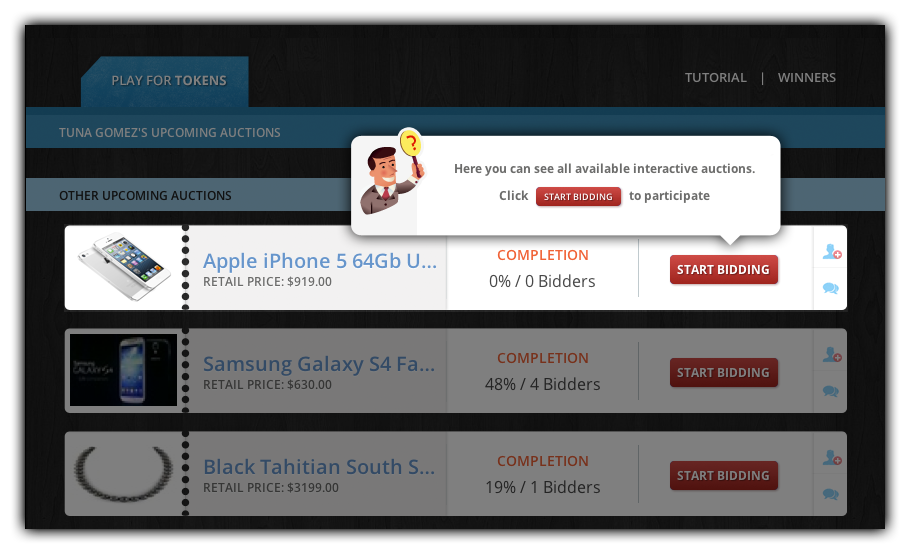 PLAY FOR TOKENS
TUTORIAL | WINNERS
TUNA GOMEZ'S UPCOMING AUCTIONS
?
Here you can see all available interactive auctions.
Click START BIDDING to participate
OTHER UPCOMING AUCTIONS
Apple iPhone 5 64Gb U...
RETAIL PRICE: $919.00
COMPLETION
0% / 0 Bidders
START BIDDING
Samsung
GALAXY S4
Samsung Galaxy S4 Fa...
RETAIL PRICE: $630.00
COMPLETION
48% / 4 Bidders
START BIDDING
Black Tahitian South S...
RETAIL PRICE: $3199.00
COMPLETION
19% / 1 Bidders
START BIDDING